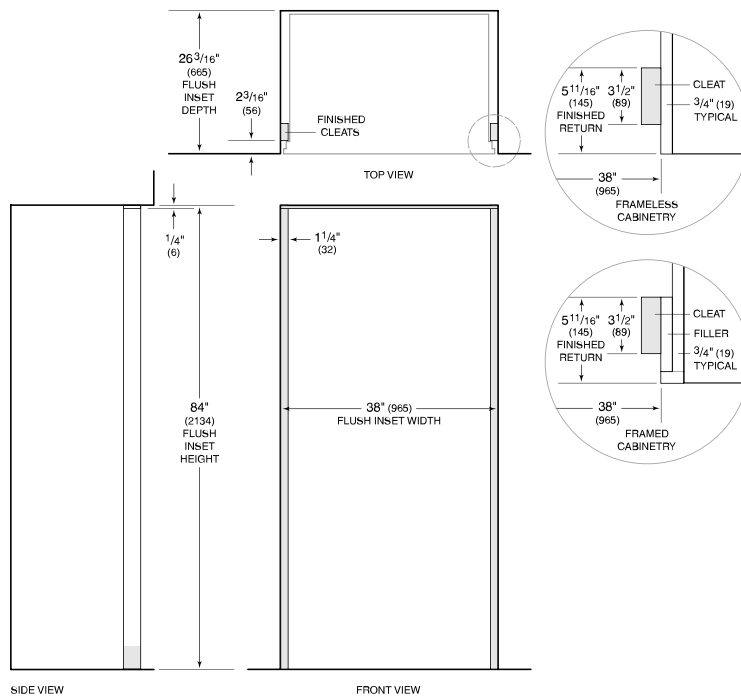 26 3/16"
(665)
FLUSH
INSET
DEPTH
2 3/16"
(56)
FINISHED
CLEATS
TOP VIEW
5 11/16"
(145)
FINISHED
RETURN
3 1/2"
(89)
CLEAT
3/4" (19)
TYPICAL
38"
(965)
FRAMELESS
CABINETRY
1/4"
(6)
1 1/4"
(32)
5 11/16"
(145)
FINISHED
RETURN
3 1/2"
(89)
CLEAT
FILLER
3/4" (19)
TYPICAL
38"
(965)
FRAMED
CABINETRY
84"
(2134)
FLUSH
INSET
HEIGHT
38" (965)
FLUSH INSET WIDTH
SIDE VIEW
FRONT VIEW